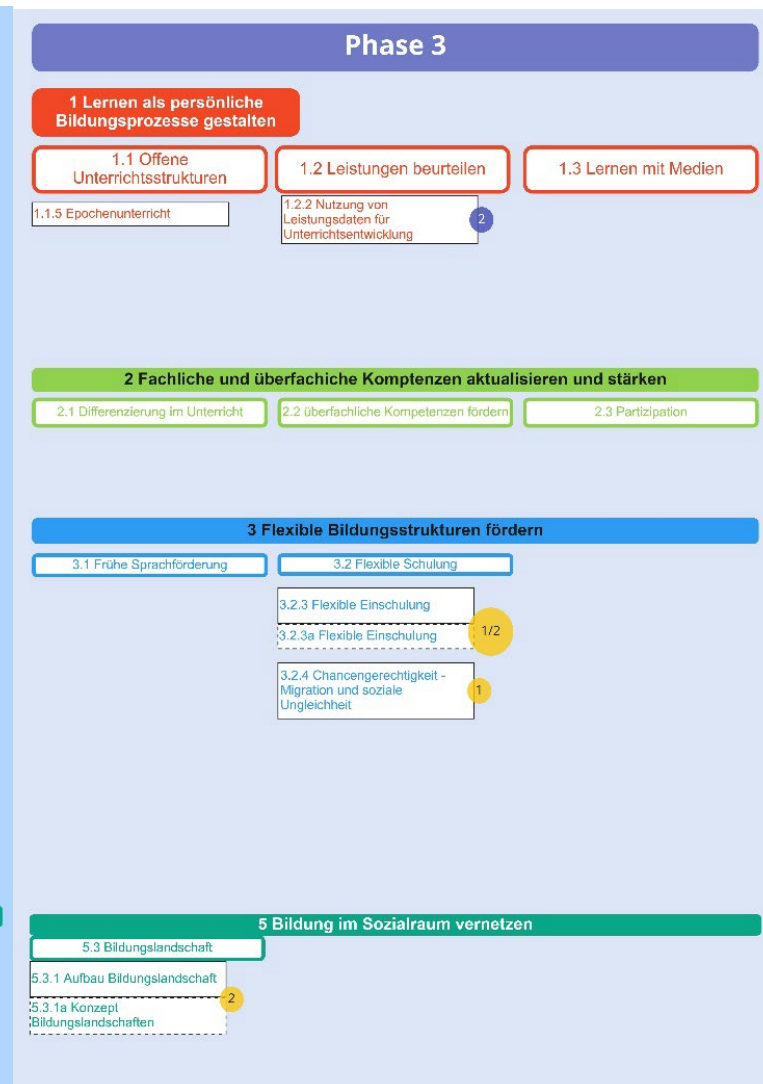 Phase 3
1 Lernen als persönliche
Bildungsprozesse gestalten
1.1 Offene
Unterrichtsstrukturen
1.2 Leistungen beurteilen
1.3 Lernen mit Medien
1.1.5 Epochenunterricht
1.2.2 Nutzung von
Leistungsdaten für
Unterrichtsentwicklung
2
2 Fachliche und überfachiche Komptenzen aktualisieren und stärken
2.1 Differenzierung im Unterricht
2.2 überfachliche Kompetenzen fördern
2.3 Partizipation
3 Flexible Bildungsstrukturen fördern
3.1 Frühe Sprachförderung
3.2 Flexible Schulung
3.2.3 Flexible Einschulung
3.2.3a Flexible Einschulung
1/2
3.2.4 Chancengerechtigkeit -
Migration und soziale
Ungleichheit
1
5 Bildung im Sozialraum vernetzen
5.3 Bildungslandschaft
5.3.1 Aufbau Bildungslandschaft
5.3.1a Konzept
Bildungslandschaften
2